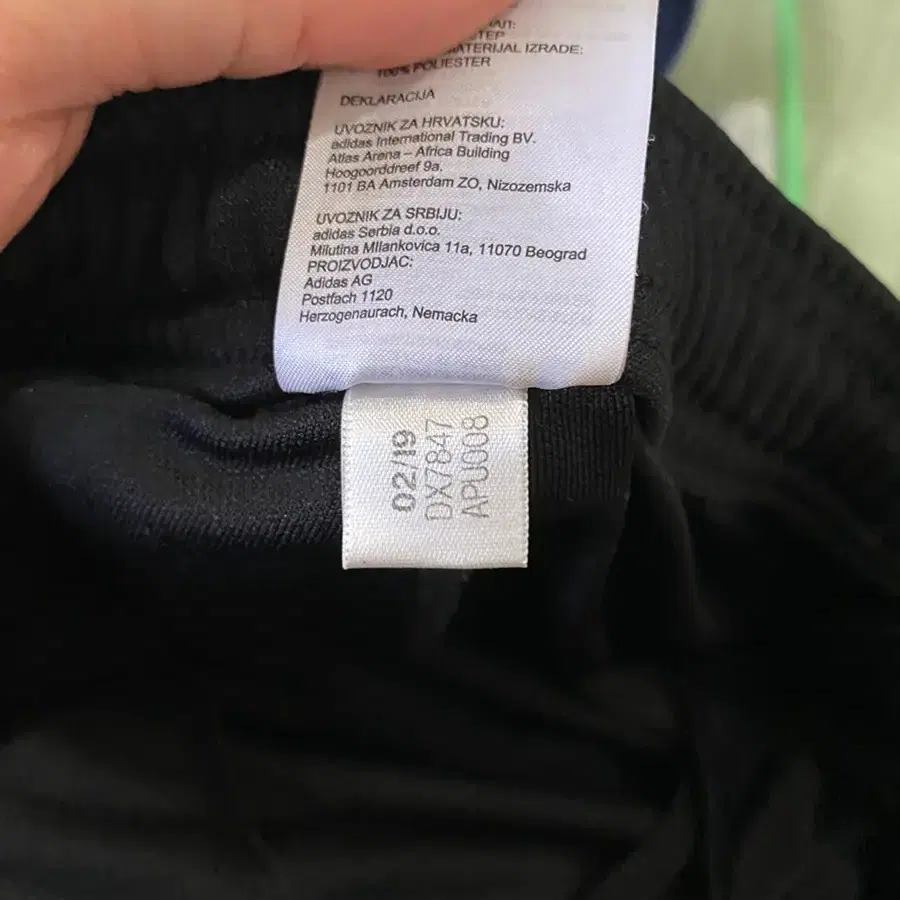 MATERIJAL IZRADE:
100% POLIESTER
DEKLARACIJA
UVOZNIK ZA HRVATSKU:
adidas International Trading BV.
Atlas Arena – Africa Building
Hoogoorddreef 9a.
1101 BA Amsterdam ZO, Nizozemska
UVOZNIK ZA SRBIJU:
adidas Serbia d.o.o.
Milutina MIlankovica 11a, 11070 Beograd
PROIZVODJAC:
Adidas AG
Postfach 1120
Herzogenaurach, Nemacka
02/19
DX7847
APU008